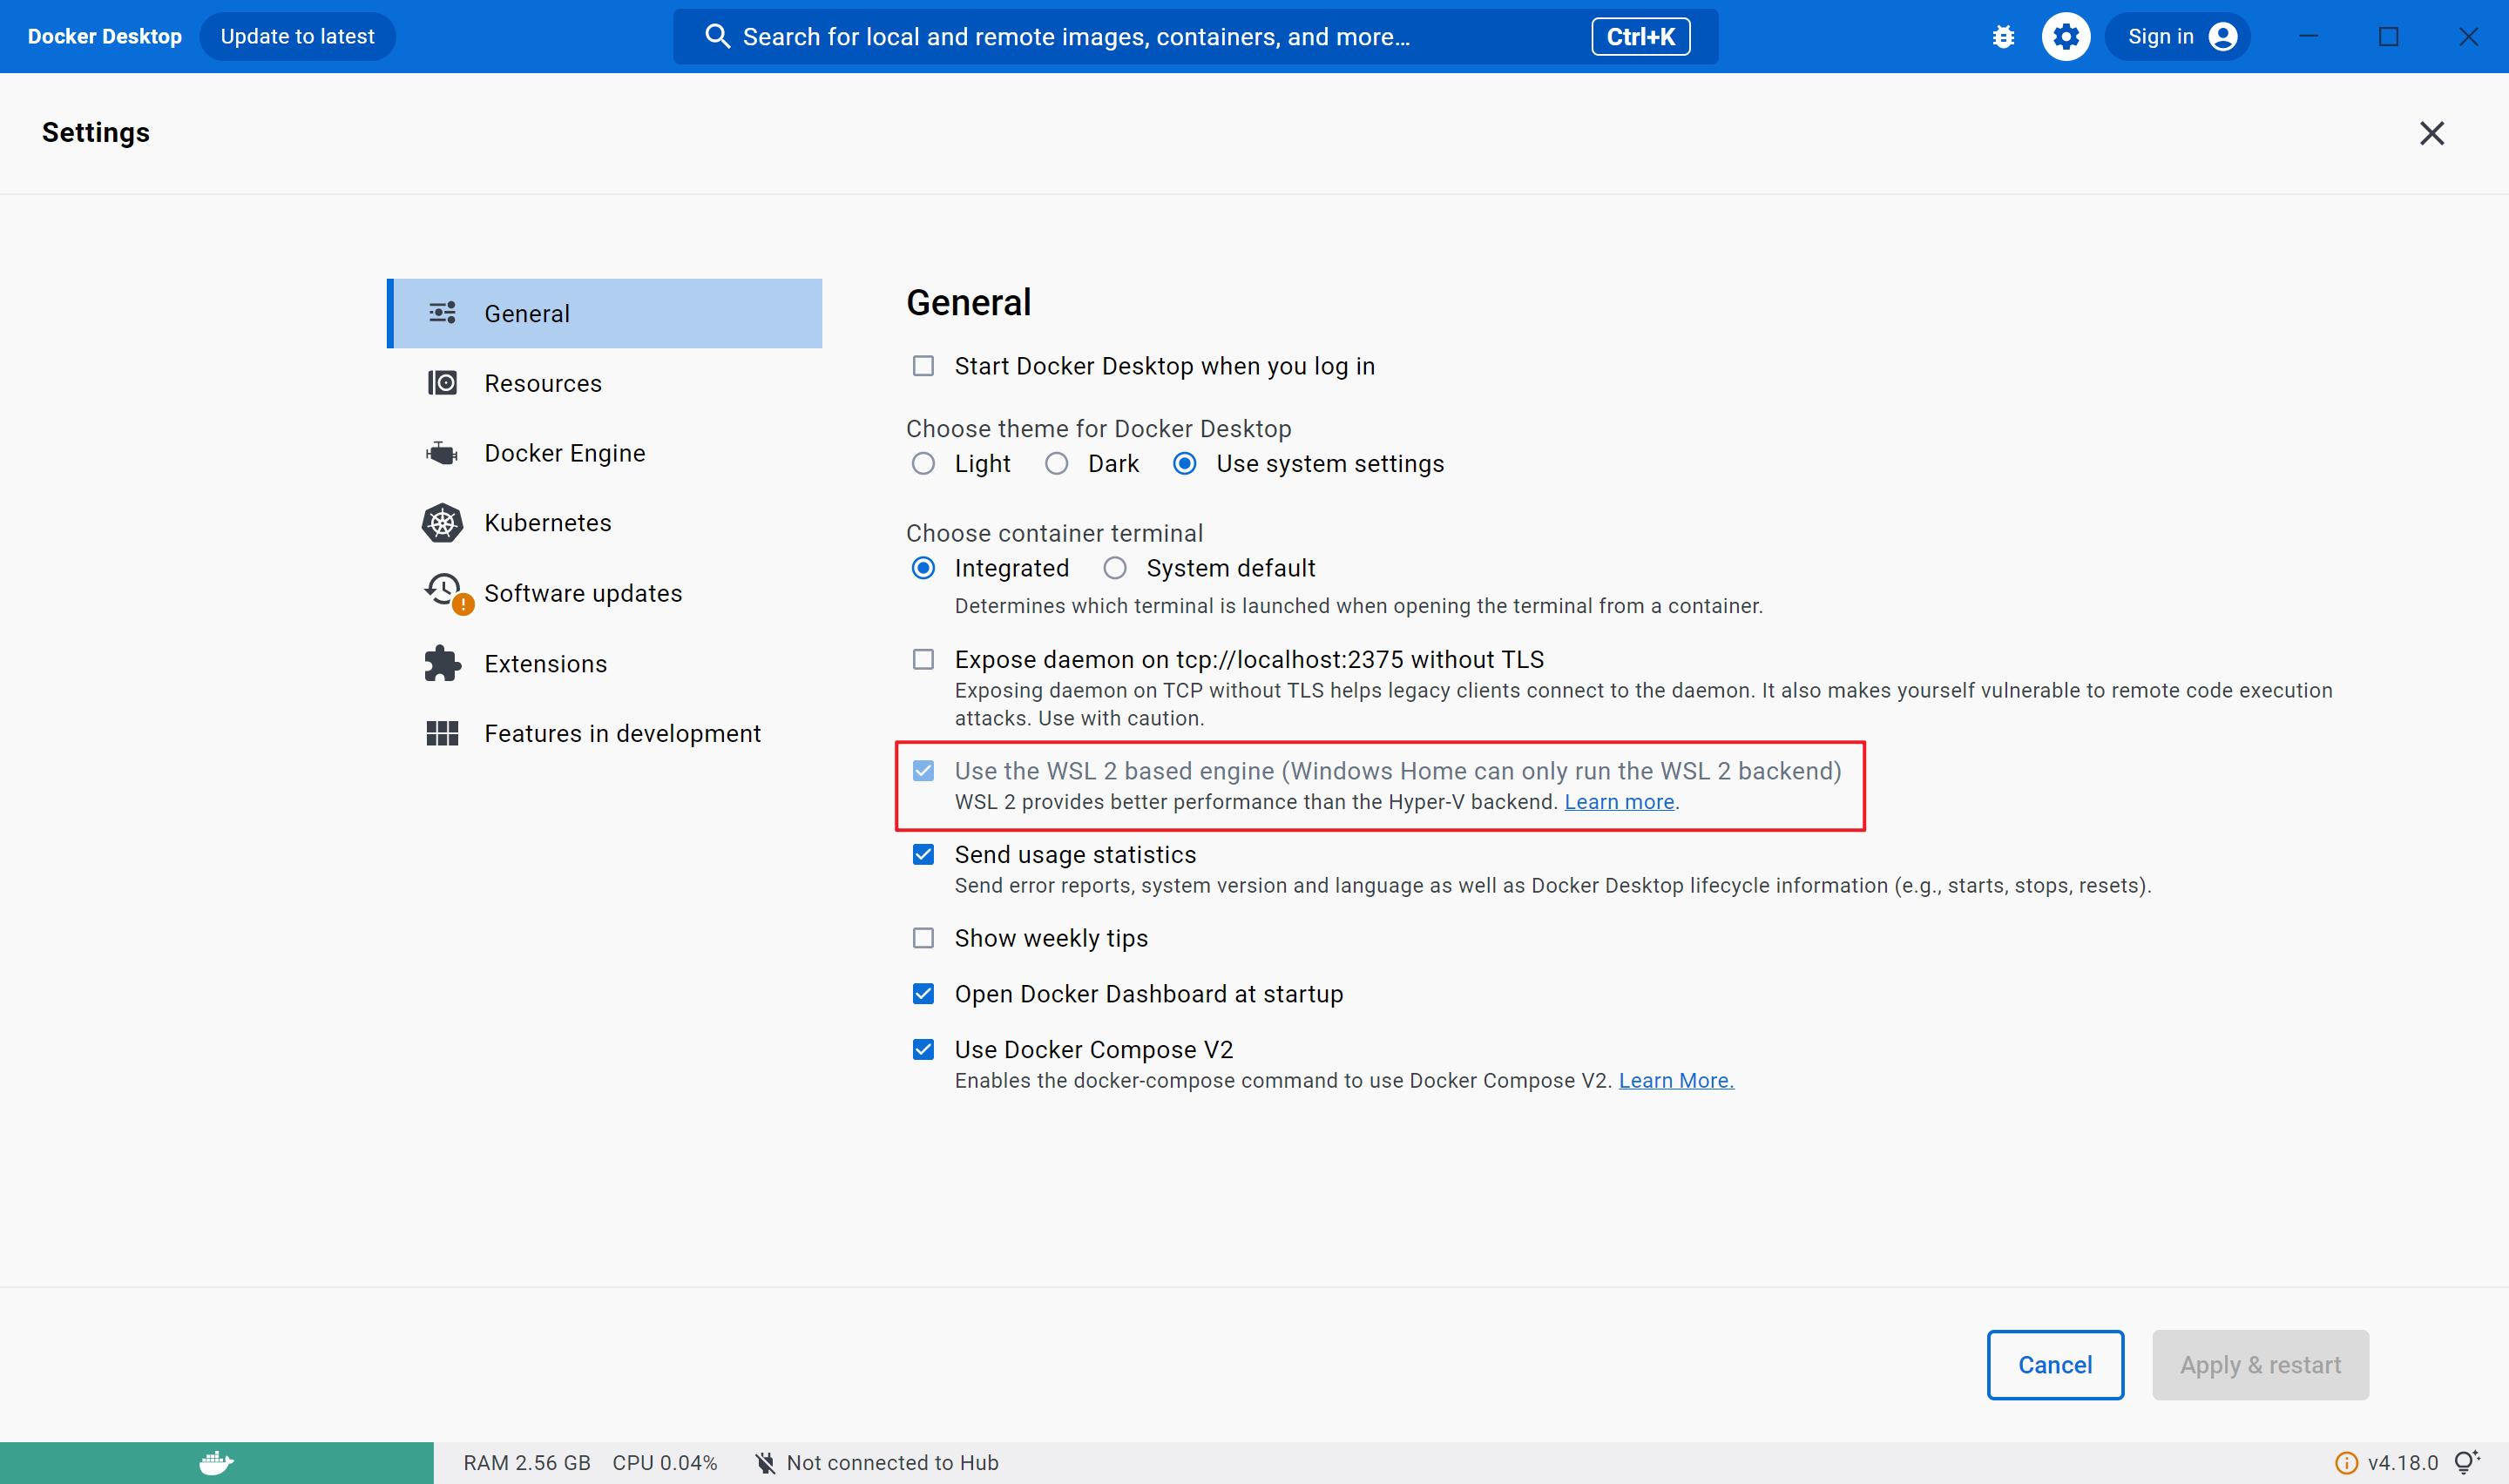 Docker Desktop Update to latest Search for local and remote images, containers, and more... Ctrl+K Sign in
Settings
General
Resources
Docker Engine
Kubernetes
Software updates
Extensions
Features in development
General
Start Docker Desktop when you log in
Choose theme for Docker Desktop
Light Dark Use system settings
Choose container terminal
Integrated System default
Determines which terminal is launched when opening the terminal from a container.
Expose daemon on tcp://localhost:2375 without TLS
Exposing daemon on TCP without TLS helps legacy clients connect to the daemon. It also makes yourself vulnerable to remote code execution
attacks. Use with caution.
Use the WSL 2 based engine (Windows Home can only run the WSL 2 backend)
WSL 2 provides better performance than the Hyper-V backend. Learn more.
Send usage statistics
Send error reports, system version and language as well as Docker Desktop lifecycle information (e.g., starts, stops, resets).
Show weekly tips
Open Docker Dashboard at startup
Use Docker Compose V2
Enables the docker-compose command to use Docker Compose V2. Learn More.
Cancel Apply & restart
RAM 2.56 GB CPU 0.04% Not connected to Hub v4.18.0